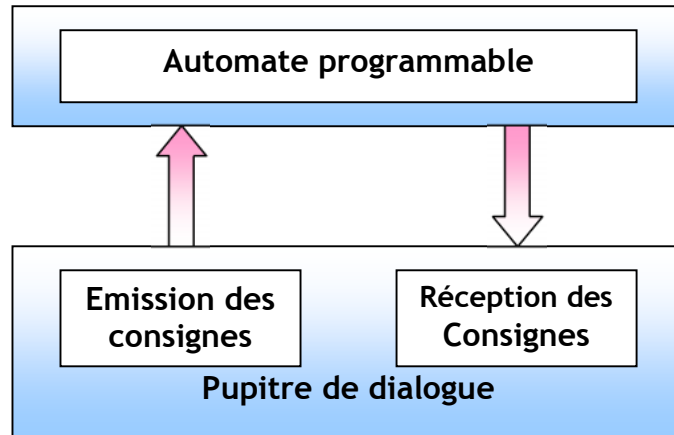 Automate programmable
Emission des
consignes
Réception des
Consignes
Pupitre de dialogue